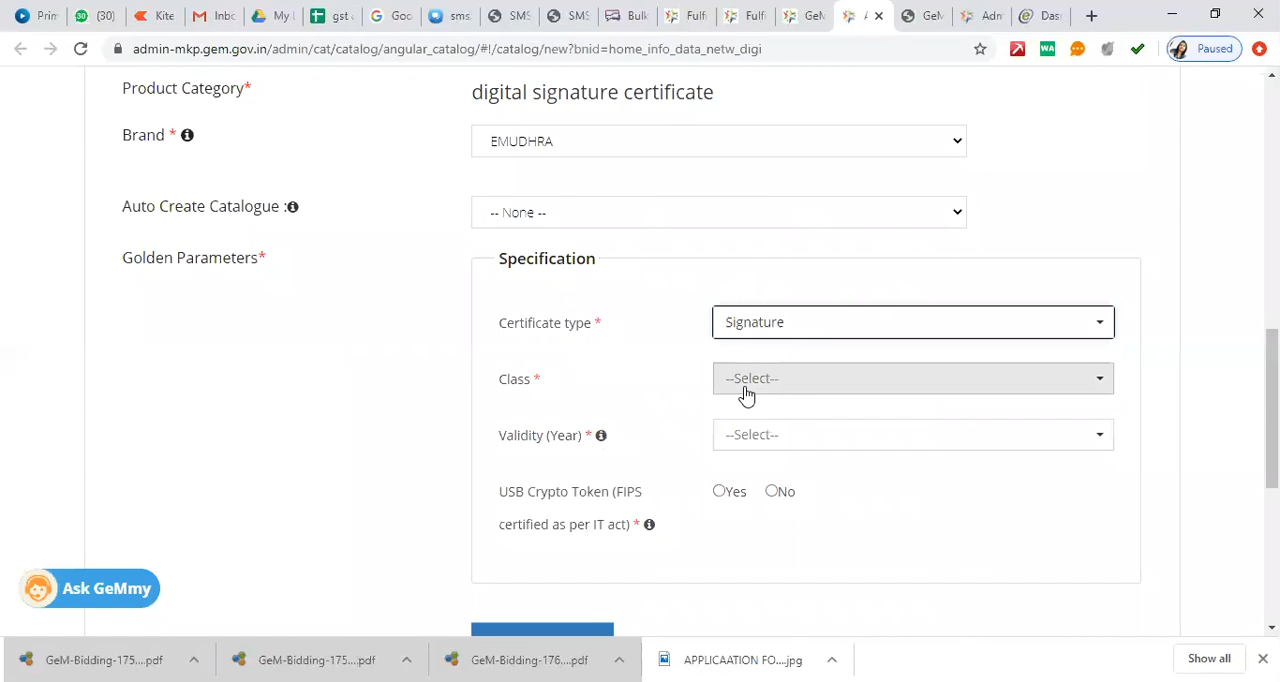 Prin
(30)
Kite
Inbc
My I
gst
Goo
sms.
SMS
SMS
Bulk
Fulfi
Fulfi
GeM
GeM
Adn
Das
admin-mkp.gem.gov.in/admin/cat/catalog/angular_catalog/#!/catalog/new?bnid=home_info_data_netw_digi
WA
Paused
Product Category* digital signature certificate
Brand * EMUDHRA
Auto Create Catalogue : -- None --
Golden Parameters* Specification
Certificate type * Signature
Class * --Select--
Validity (Year) * --Select--
USB Crypto Token (FIPS Yes No
certified as per IT act) *
Ask GeMmy
GeM-Bidding-175....pdf GeM-Bidding-175....pdf GeM-Bidding-176....pdf APPLICAATION FO....jpg Show all